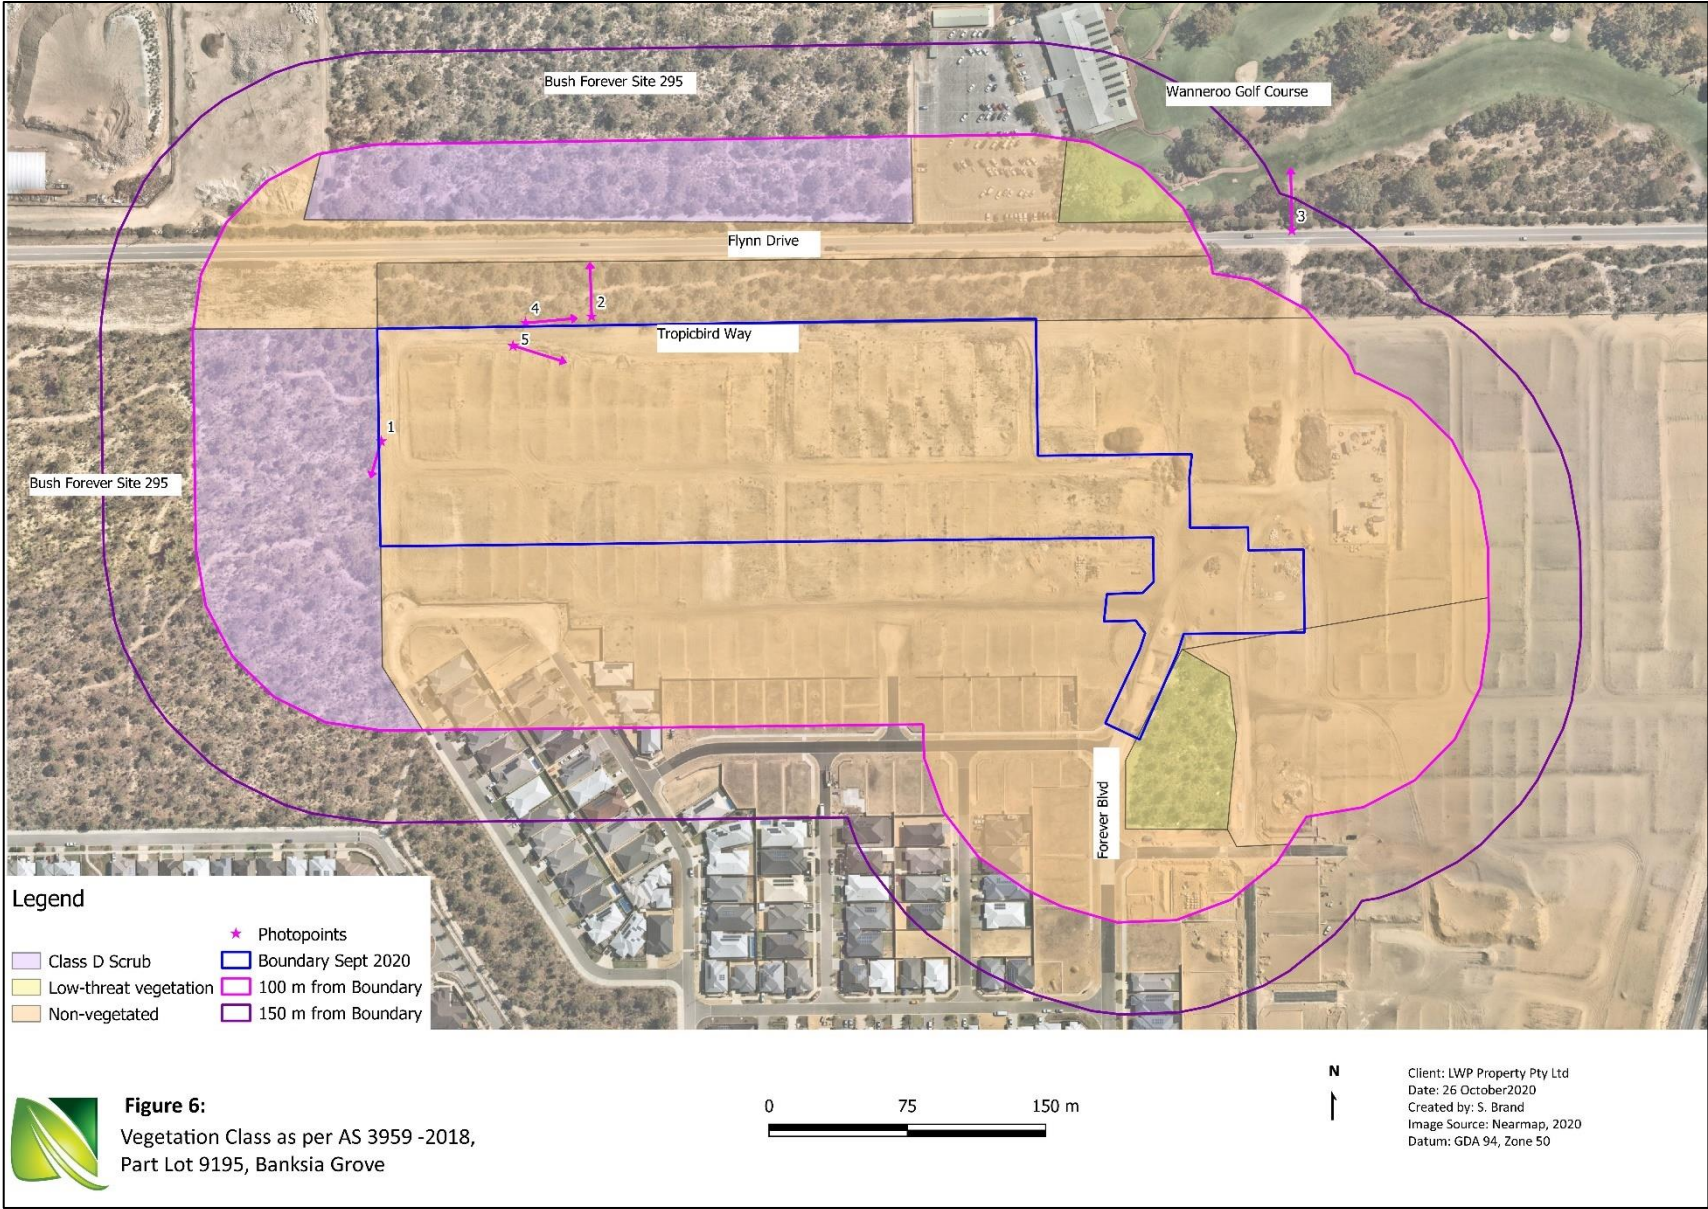 Bush Forever Site 295
Wanneroo Golf Course
3
Flynn Drive
2
4
Tropicbird Way
5
1
Bush Forever Site 295
Forever Blvd
Legend
Photopoints
Class D Scrub
Boundary Sept 2020
Low-threat vegetation
100 m from Boundary
Non-vegetated
150 m from Boundary
Figure 6:
Vegetation Class as per AS 3959 -2018,
Part Lot 9195, Banksia Grove
0 75 150 m
N
Client: LWP Property Pty Ltd
Date: 26 October2020
Created by: S. Brand
Image Source: Nearmap, 2020
Datum: GDA 94, Zone 50